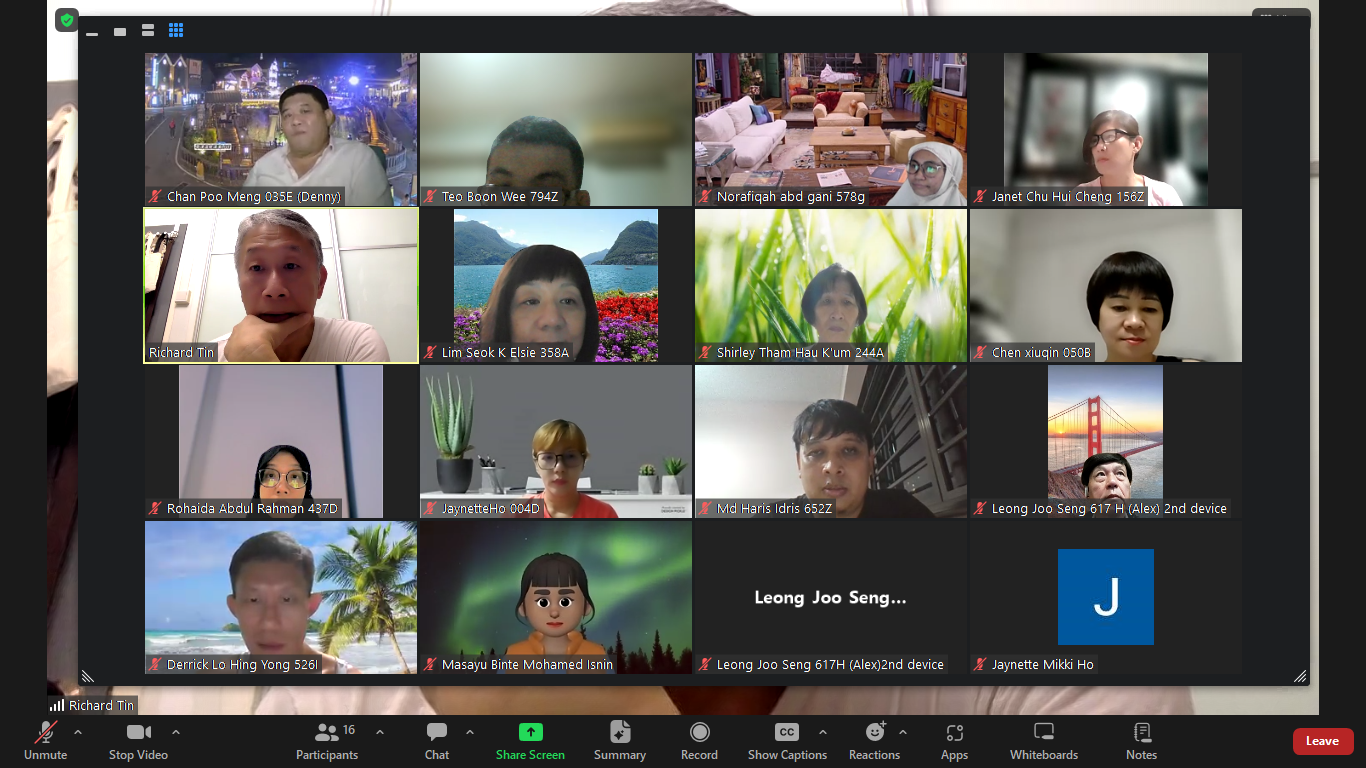 Chan Poo Meng 035E (Denny)
Teo Boon Wee 794Z
Norafiqah abd gani 578g
Janet Chu Hui Cheng 156Z
Richard Tin
Lim Seok K Elsie 358A
Shirley Tham Hau K'um 244A
Chen xiuqin 050B
Rohaida Abdul Rahman 437D
JaynetteHo 004D
Md Haris Idris 652Z
Leong Joo Seng 617 H (Alex) 2nd device
Derrick Lo Hing Yong 526I
Masayu Binte Mohamed Isnin
Leong Joo Seng...
Leong Joo Seng 617H (Alex)2nd device
J
Jaynette Mikki Ho
Richard Tin
Unmute
Stop Video
16
Participants
Chat
Share Screen
Summary
Record
CC
Show Captions
Reactions
Apps
Whiteboards
Notes
Leave